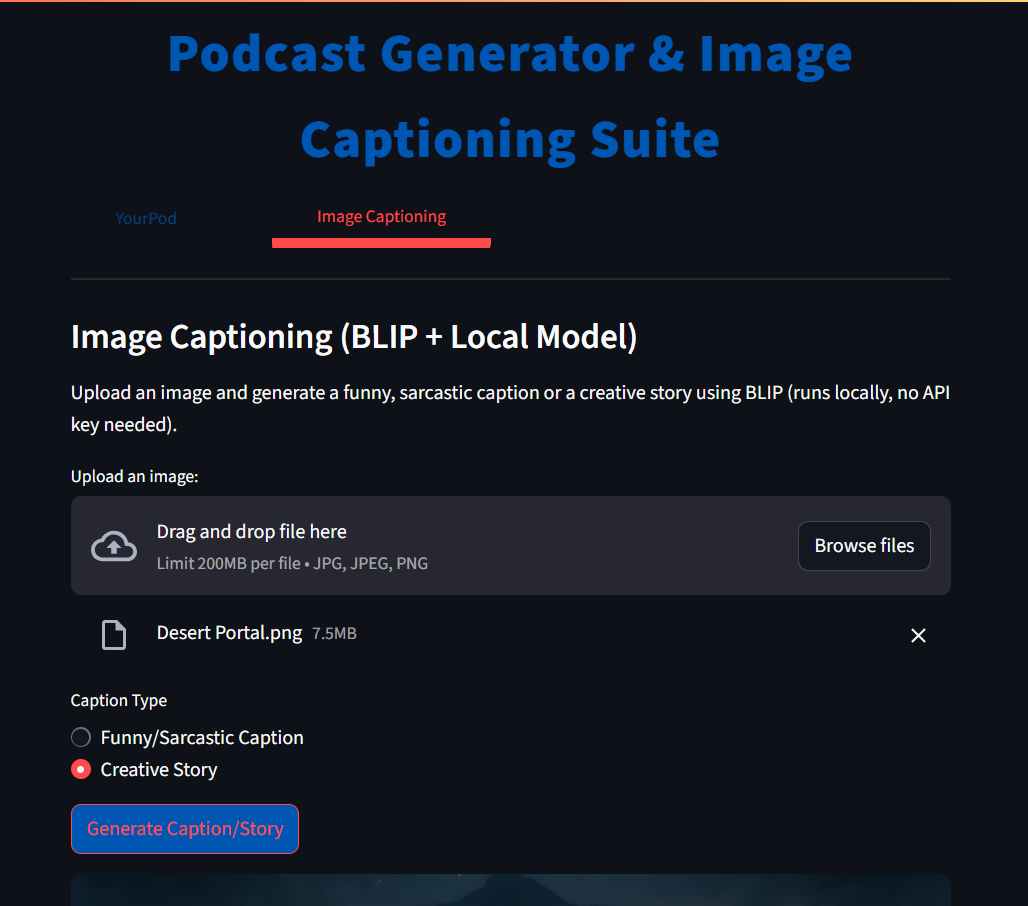 Podcast Generator & Image
Captioning Suite
YourPod
Image Captioning
Image Captioning (BLIP + Local Model)
Upload an image and generate a funny, sarcastic caption or a creative story using BLIP (runs locally, no API
key needed).
Upload an image:
Drag and drop file here
Limit 200MB per file • JPG, JPEG, PNG
Browse files
Desert Portal.png 7.5MB
Caption Type
Funny/Sarcastic Caption
Creative Story
Generate Caption/Story